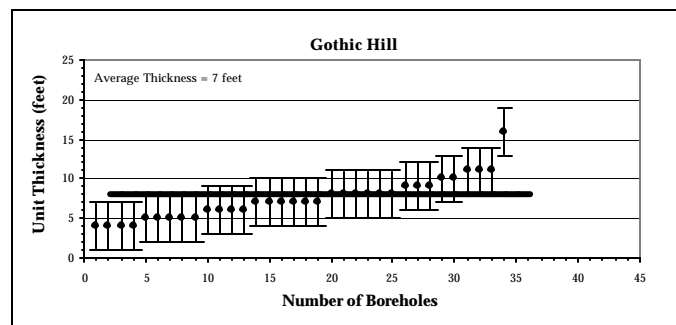 Gothic Hill
Average Thickness = 7 feet
Unit Thickness (feet)
25
20
15
10
5
0
0 5 10 15 20 25 30 35 40 45
Number of Boreholes